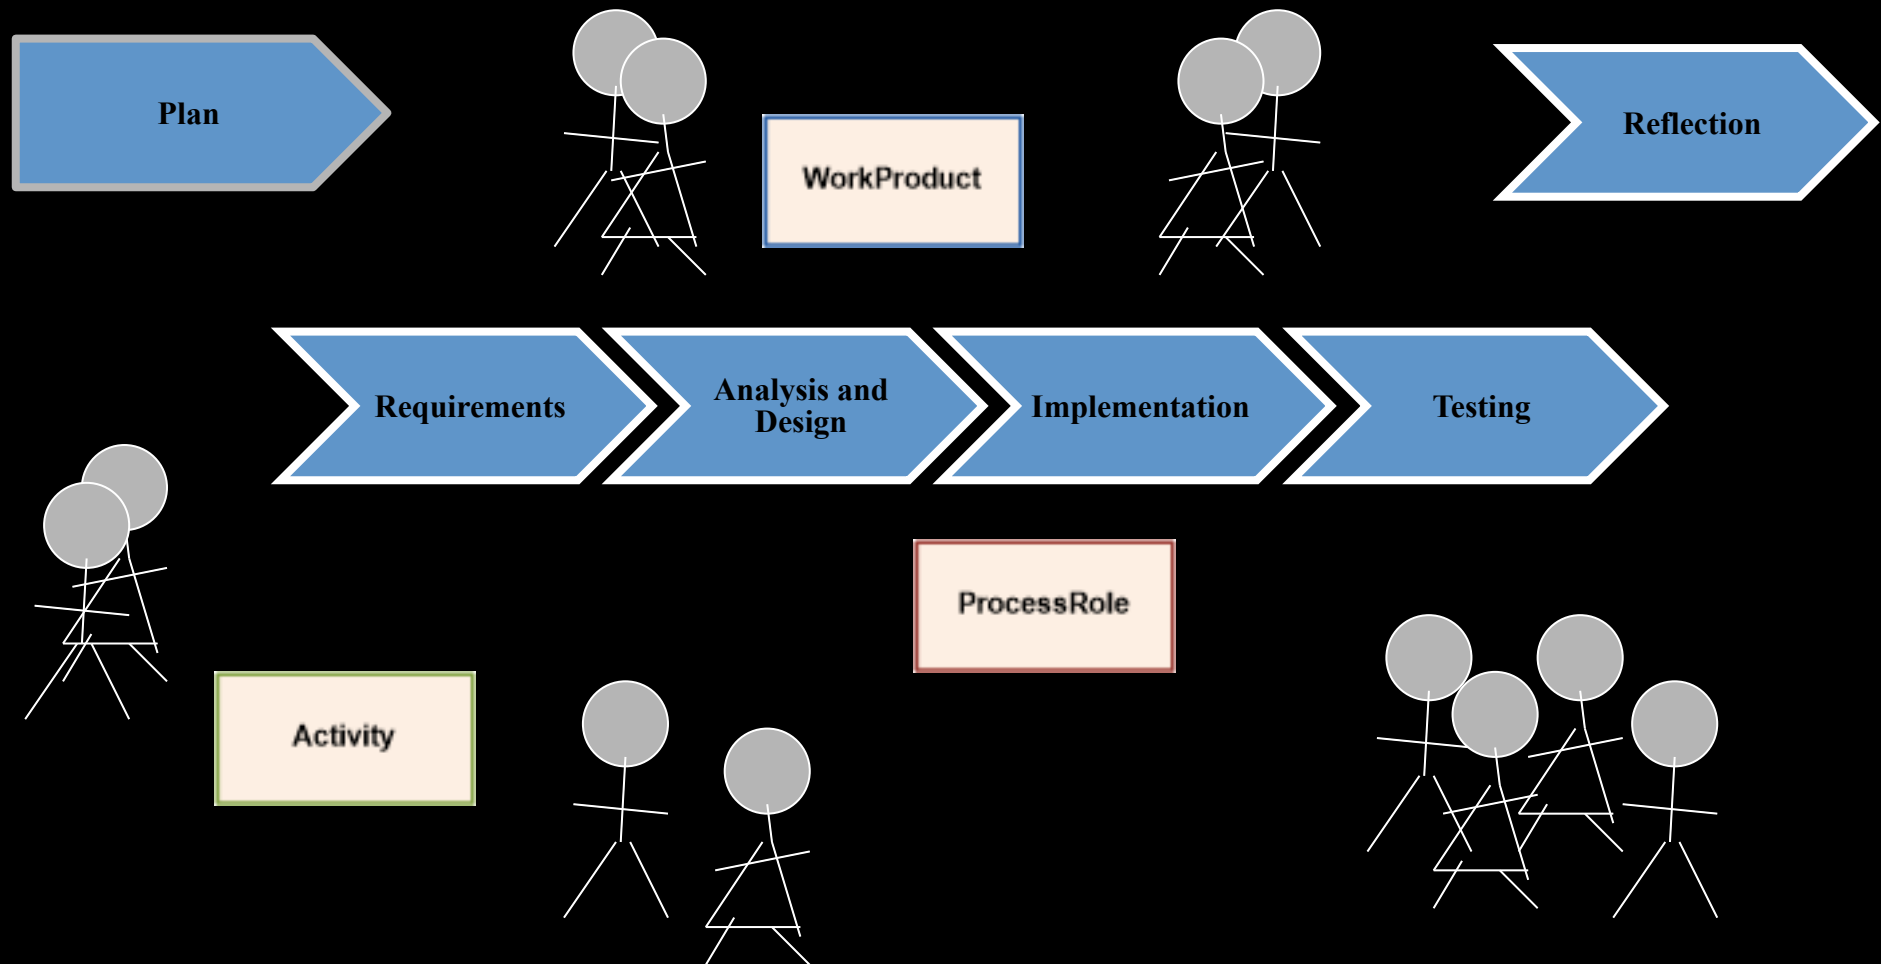 Plan
WorkProduct
Reflection
Requirements
Analysis and
Design
Implementation
Testing
ProcessRole
Activity